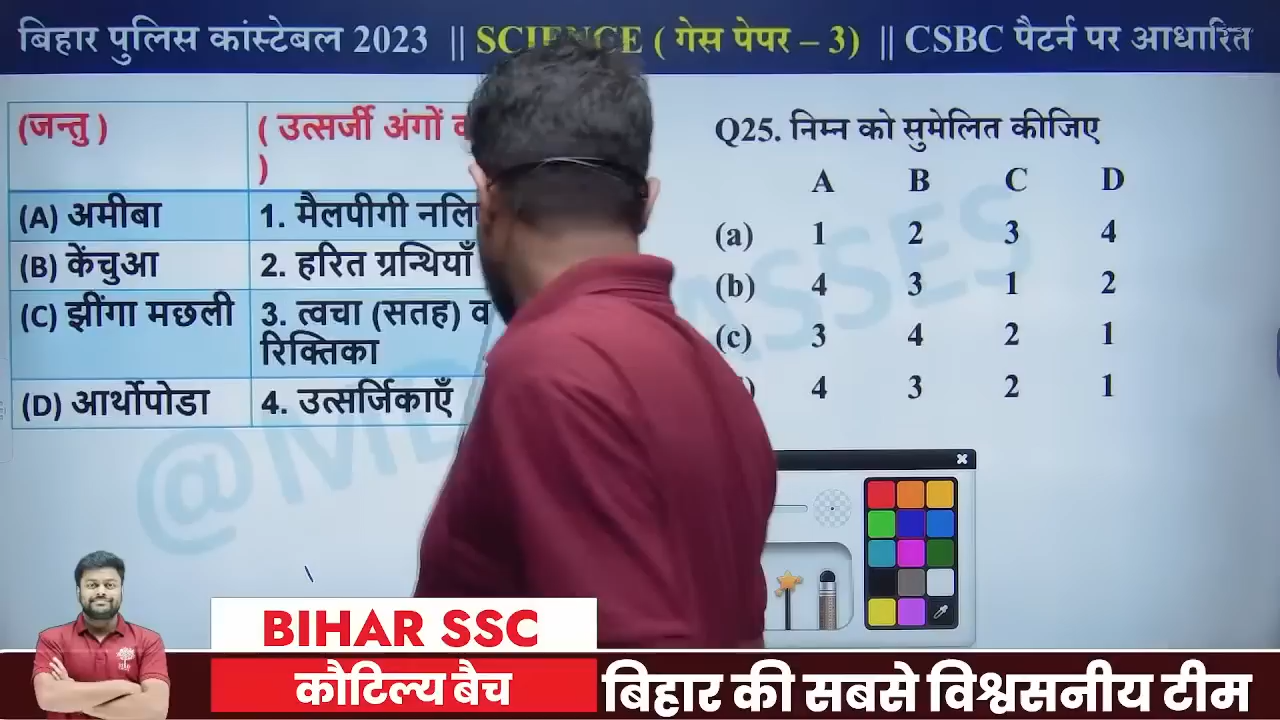 बिहार पुलिस कांस्टेबल 2023 || SCIENCE ( गेस पेपर – 3) || CSBC पैटर्न पर आधारित
(जन्तु )
( उत्सर्जी अंगों
)
(A) अमीबा
1. मैलपीगी
(B) केंचुआ
2. हरित ग्रन्थियाँ
(C) झींगा मछली
3. त्वचा (सतह) व
रिक्तिका
(D) आर्थोपोडा
4. उत्सर्जिकाएँ
Q25. निम्न को सुमेलित कीजिए
A B C D
(a) 1 2 3 4
(b) 4 3 1 2
(c) 3 4 2 1
4 3 2 1
BIHAR SSC
कौटिल्य बैच
बिहार की सबसे विश्वसनीय टीम